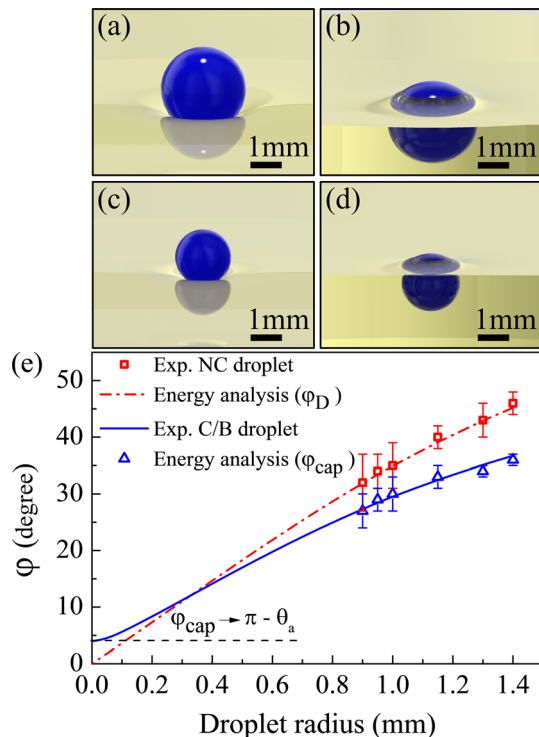 (a)
1mm
(b)
1mm
(c)
1mm
(d)
1mm
(e)
Exp. NC droplet
Energy analysis (φD)
Exp. C/B droplet
Energy analysis (φcap)
φcap → π - θa
φ (degree)
50
40
30
20
10
0
0.0 0.2 0.4 0.6 0.8 1.0 1.2 1.4
Droplet radius (mm)